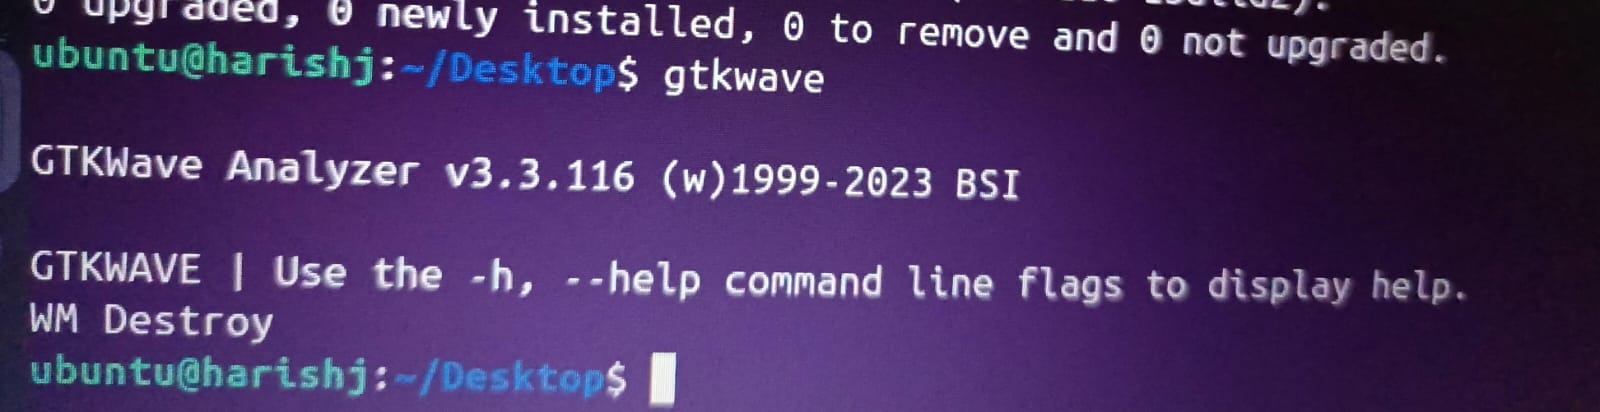 0 upgraded, 0 newly installed, 0 to remove and 0 not upgraded.
ubuntu@harishj:~/Desktop$ gtkwave
GTKWave Analyzer v3.3.116 (w)1999-2023 BSI
GTKWAVE | Use the -h, --help command line flags to display help.
WM Destroy
ubuntu@harishj:~/Desktop$